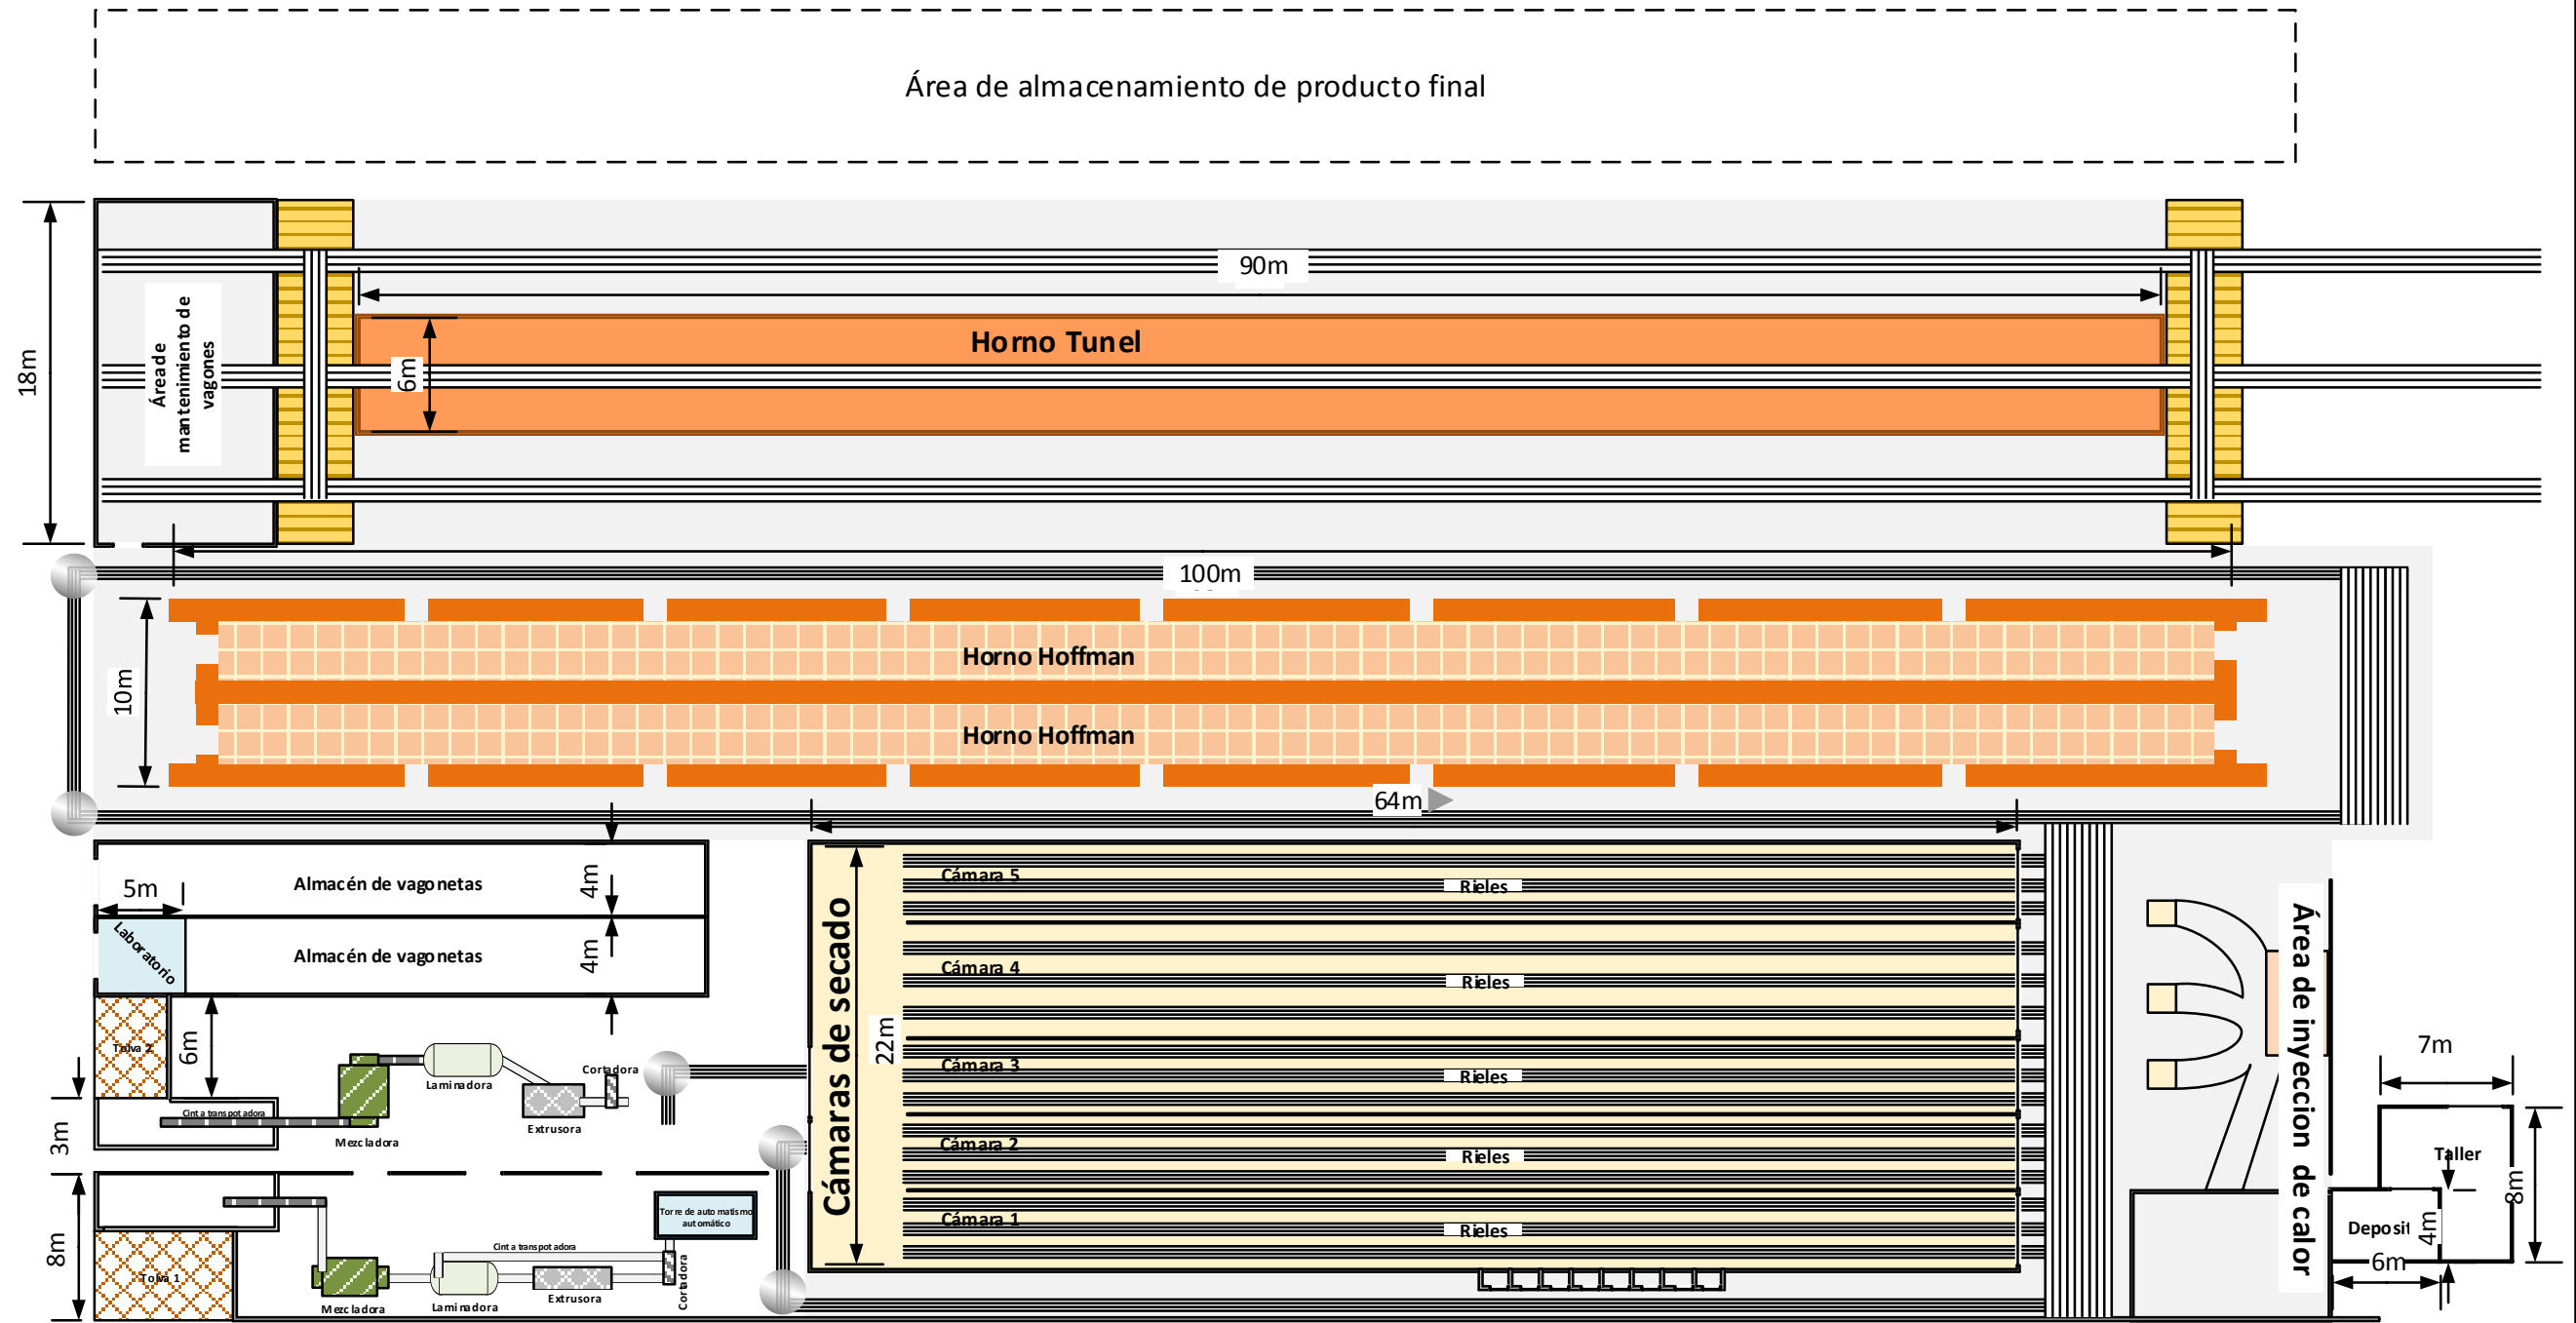 Área de almacenamiento de producto final
90m
Horno Tunel
6m
18m
Área de
mantenimiento de
vagones
100m
Horno Hoffman
Horno Hoffman
10m
64m
Almacén de vagonetas
4m
5m
Laboratorio
Almacén de vagonetas
4m
Tolva 2
6m
3m
Cinta transpotadora
Mezcladora
Laminadora
Extrusora
Cortadora
8m
Tolva 1
Mezcladora
Laminadora
Cinta transpotadora
Extrusora
Cortadora
Torre de automatismo
automático
Cámaras de secado
22m
Cámara 5
Rieles
Cámara 4
Rieles
Cámara 3
Rieles
Cámara 2
Rieles
Cámara 1
Rieles
Área de inyeccion de calor
7m
Taller
8m
Deposit
4m
6m